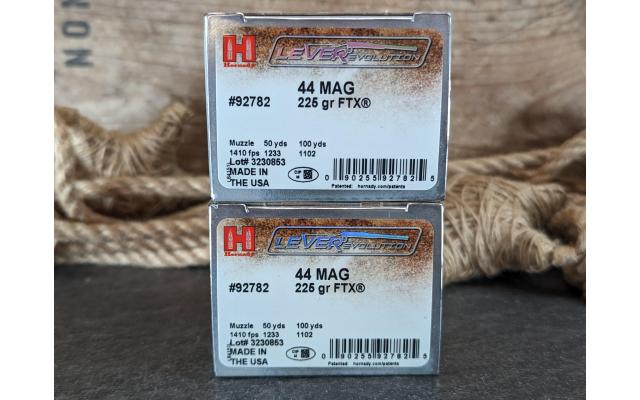 NON
H
Hornady
LEVERevolution
44 MAG
#92782 225 gr FTX®
Muzzle 50 yds 100 yds
1410 fps 1233 1102
Lot# 3230853
MADE IN
THE USA
0 90255 92782 5
Patented: hornady.com/patents
H
Hornady
LEVERevolution
44 MAG
#92782 225 gr FTX®
Muzzle 50 yds 100 yds
1410 fps 1233 1102
Lot# 3230853
MADE IN
THE USA
0 90255 92782 5
Patented: hornady.com/patents